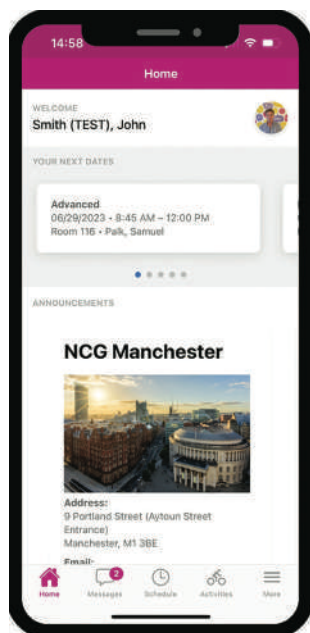 14:58
Home
WELCOME
Smith (TEST), John
YOUR NEXT DATES
Advanced
06/29/2023 • 8:45 AM – 12:00 PM
Room 116 • Palk, Samuel
ANNOUNCEMENTS
NCG Manchester
Address:
9 Portland Street (Aytoun Street
Entrance)
Manchester, M1 3BE
Email:
2
Home
Messages
Schedule
Activities
More